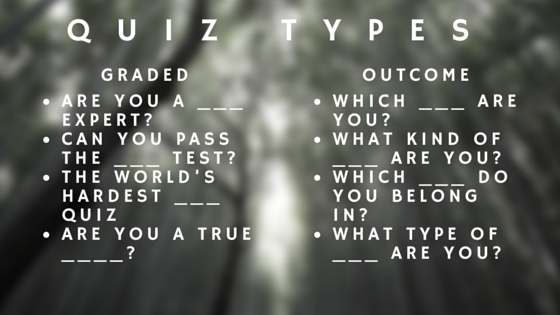 QUIZ TYPES
GRADED
• ARE YOU A ___
EXPERT?
• CAN YOU PASS
THE ___ TEST?
• THE WORLD'S
HARDEST ___
QUIZ
• ARE YOU A TRUE
____?
OUTCOME
• WHICH ___ ARE
YOU?
• WHAT KIND OF
___ ARE YOU?
• WHICH ___ DO
YOU BELONG
IN?
• WHAT TYPE OF
___ ARE YOU?